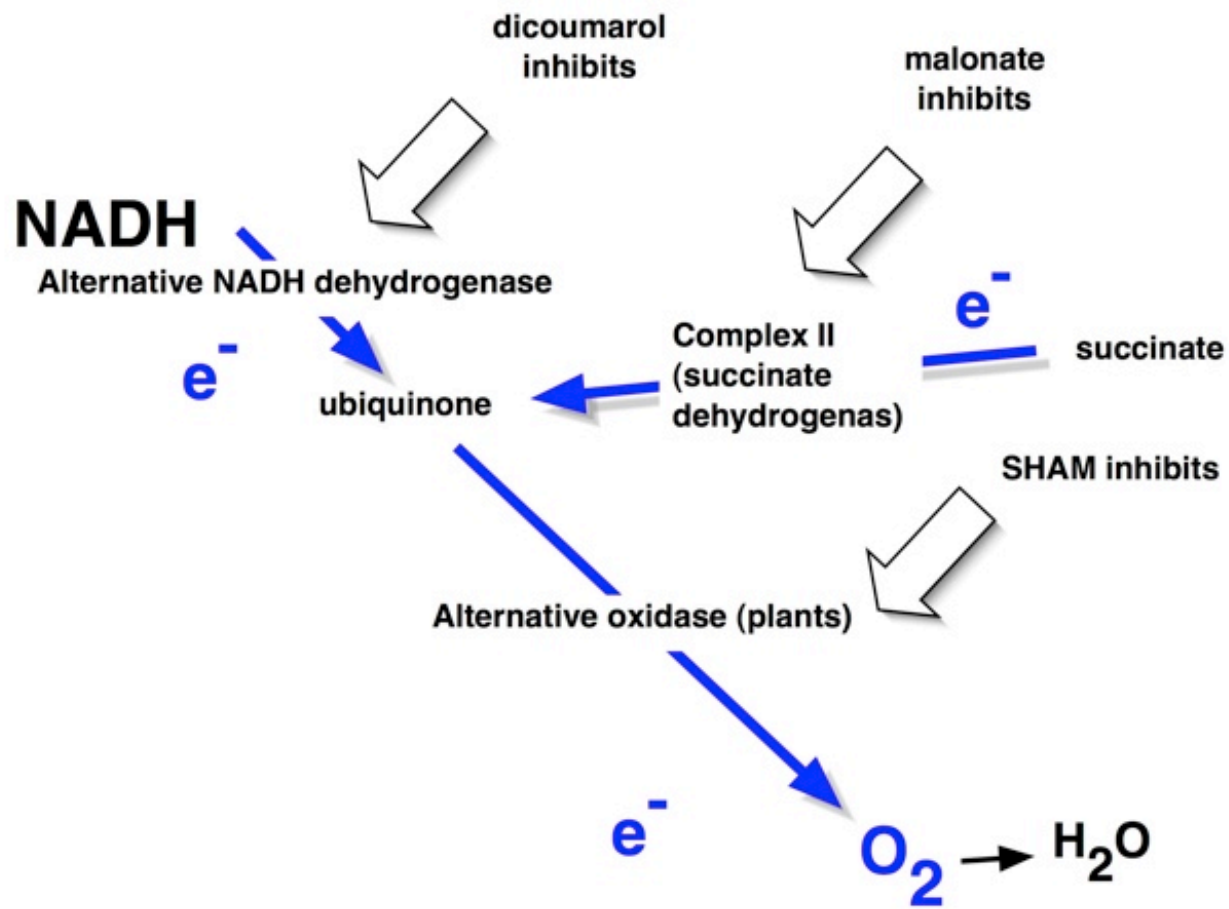 dicoumarol
inhibits
malonate
inhibits
NADH
Alternative NADH dehydrogenase
e-
ubiquinone
Complex II
(succinate
dehydrogenas)
e-
succinate
SHAM inhibits
Alternative oxidase (plants)
e-
O2
H2O